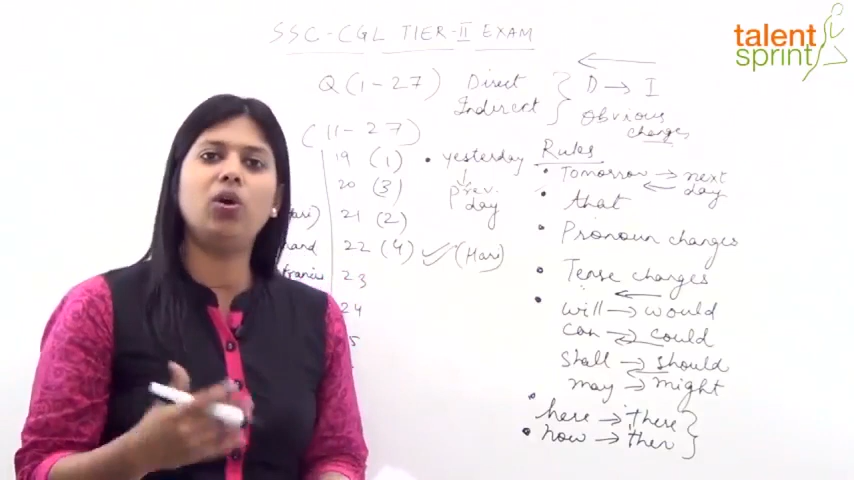 SSC-CGL TIER-II EXAM
talent
sprint
Q(1-27) Direct
Indirect
D → I
obvious
changes
(11-27)
19 (1)
20 (3)
21 (2)
22 (4) (Hari)
Francis 23
24
• yesterday
↓
prev.
day
Rules
• Tomorrow → next
day
• that
• Pronoun changes
• Tense changes
• will → would
can → could
shall → should
may → might
• here → there
• now → then